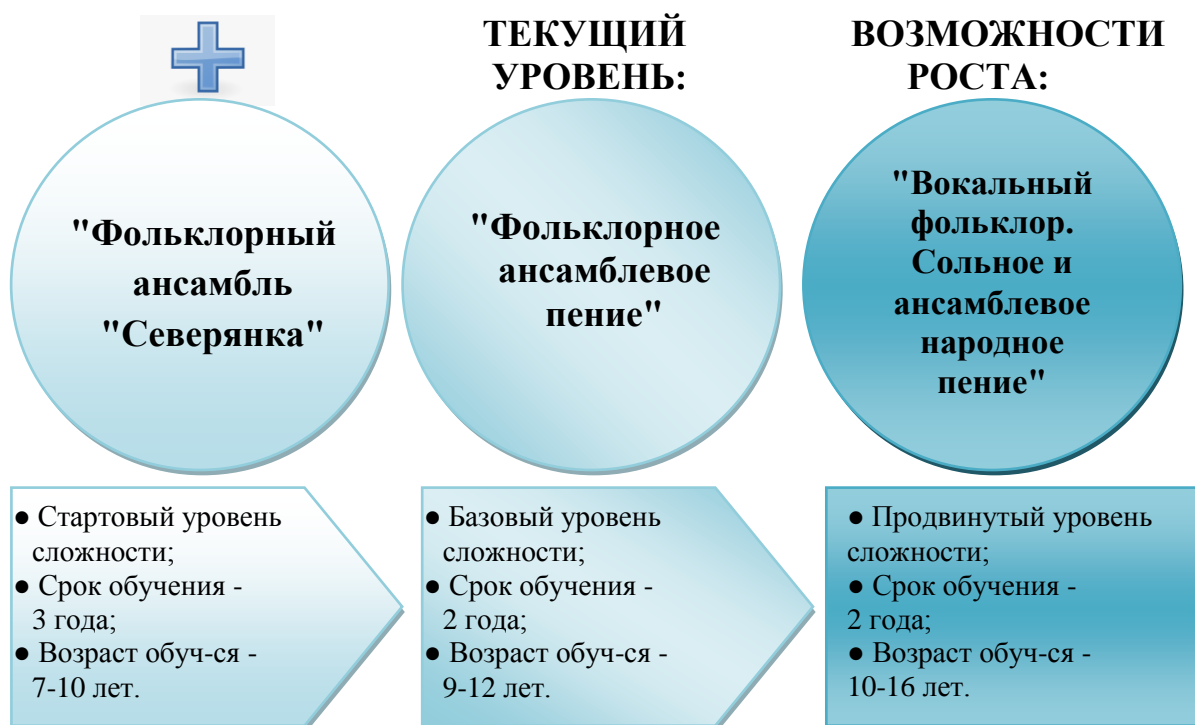 ТЕКУЩИЙ
УРОВЕНЬ:
ВОЗМОЖНОСТИ
РОСТА:
"Фольклорный
ансамбль
"Северянка"
"Фольклорное
ансамблевое
пение"
"Вокальный
фольклор.
Сольное и
ансамблевое
народное
пение"
● Стартовый уровень
сложности;
● Срок обучения -
3 года;
● Возраст обуч-ся -
7-10 лет.
● Базовый уровень
сложности;
● Срок обучения -
2 года;
● Возраст обуч-ся -
9-12 лет.
● Продвинутый уровень
сложности;
● Срок обучения -
2 года;
● Возраст обуч-ся -
10-16 лет.